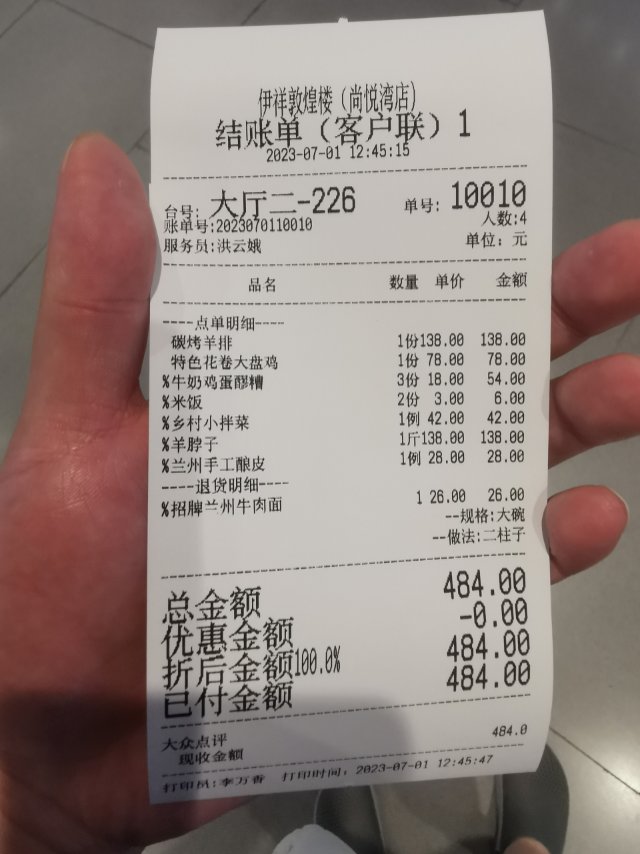 伊祥敦煌楼（尚悦湾店）
结账单（客户联）1
2023-07-01 12:45:15
台号: 大厅二-226 单号: 10010
账单号:2023070110010 人数:4
服务员:洪云娥 单位: 元
品名 数量 单价 金额
----点单明细----
碳烤羊排 1份138.00 138.00
特色花卷大盘鸡 1份 78.00 78.00
%牛奶鸡蛋醪糟 3份 18.00 54.00
%米饭 2份 3.00 6.00
%乡村小拌菜 1例 42.00 42.00
%羊脖子 1斤138.00 138.00
%兰州手工酿皮 1例 28.00 28.00
----退货明细----
%招牌兰州牛肉面 1 26.00 26.00
--规格:大碗
--做法:二柱子
总金额 484.00
优惠金额 -0.00
折后金额100.0% 484.00
已付金额 484.00
大众点评 484.0
现收金额
打印员:李万香 打印时间: 2023-07-01 12:45:47